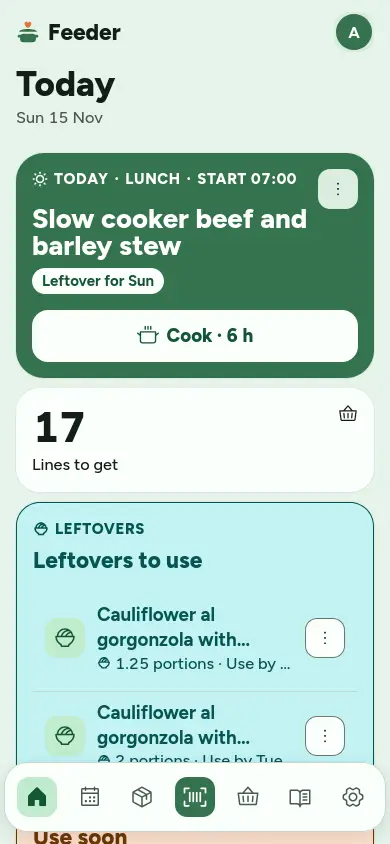 Feeder
A
Today
Sun 15 Nov
TODAY · LUNCH · START 07:00
Slow cooker beef and
barley stew
Leftover for Sun
Cook · 6 h
17
Lines to get
LEFTOVERS
Leftovers to use
Cauliflower al
gorgonzola with...
1.25 portions · Use by ...
Cauliflower al
gorgonzola with...
2 portions · Use by Tue
Use soon